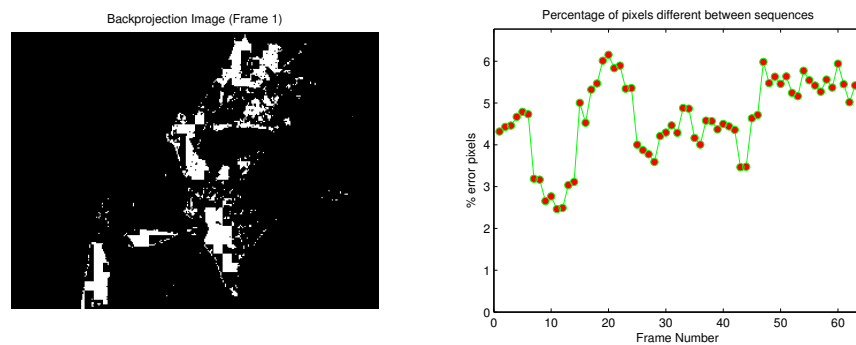 Backprojection Image (Frame 1)
Percentage of pixels different between sequences
% error pixels
6
5
4
3
2
1
0
0 10 20 30 40 50 60
Frame Number